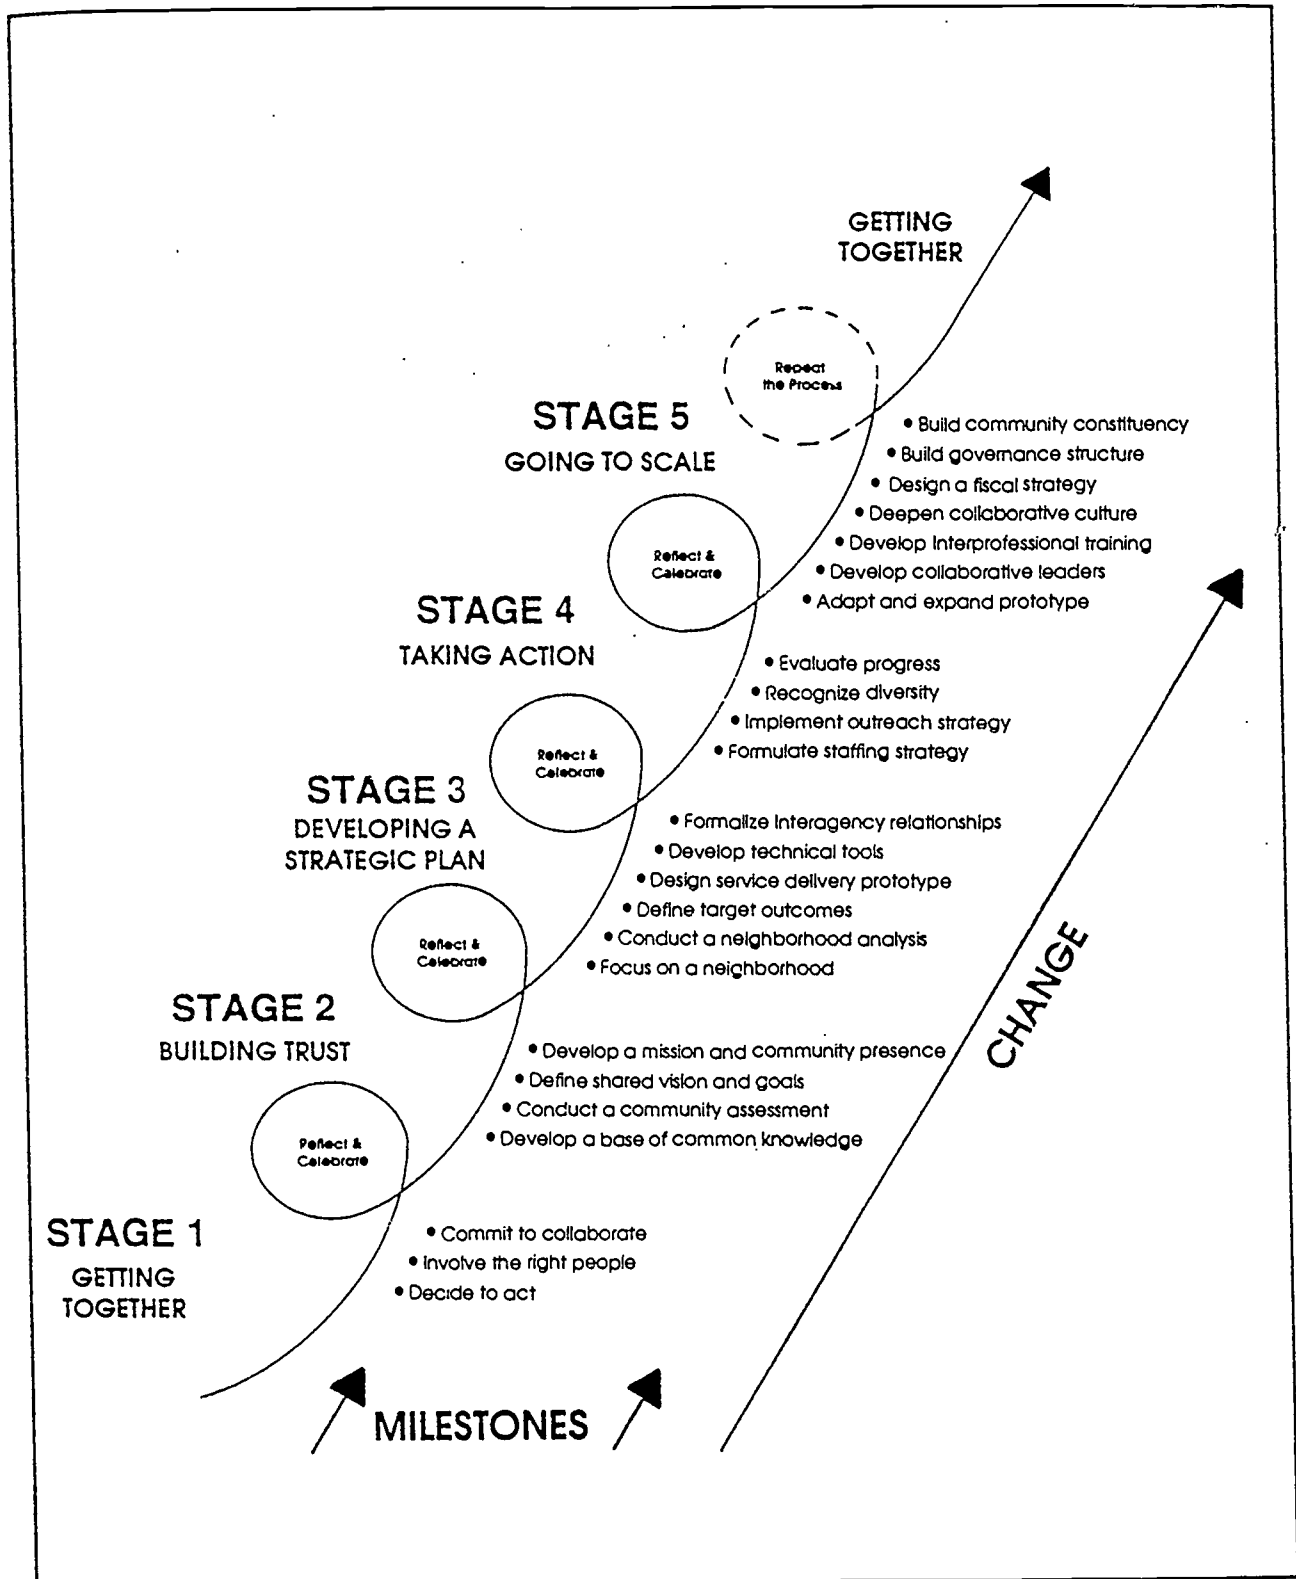 GETTING
TOGETHER
Repeat
the Process
STAGE 5
GOING TO SCALE
• Build community constituency
• Build governance structure
• Design a fiscal strategy
• Deepen collaborative culture
• Develop Interprofessional training
• Develop collaborative leaders
• Adapt and expand prototype
Reflect &
Celebrate
STAGE 4
TAKING ACTION
• Evaluate progress
• Recognize diversity
• Implement outreach strategy
• Formulate staffing strategy
Reflect &
Celebrate
STAGE 3
DEVELOPING A
STRATEGIC PLAN
• Formalize Interagency relationships
• Develop technical tools
• Design service delivery prototype
• Define target outcomes
• Conduct a neighborhood analysis
• Focus on a neighborhood
Reflect &
Celebrate
STAGE 2
BUILDING TRUST
• Develop a mission and community presence
• Define shared vision and goals
• Conduct a community assessment
• Develop a base of common knowledge
Reflect &
Celebrate
STAGE 1
GETTING
TOGETHER
• Commit to collaborate
• Involve the right people
• Decide to act
MILESTONES
CHANGE